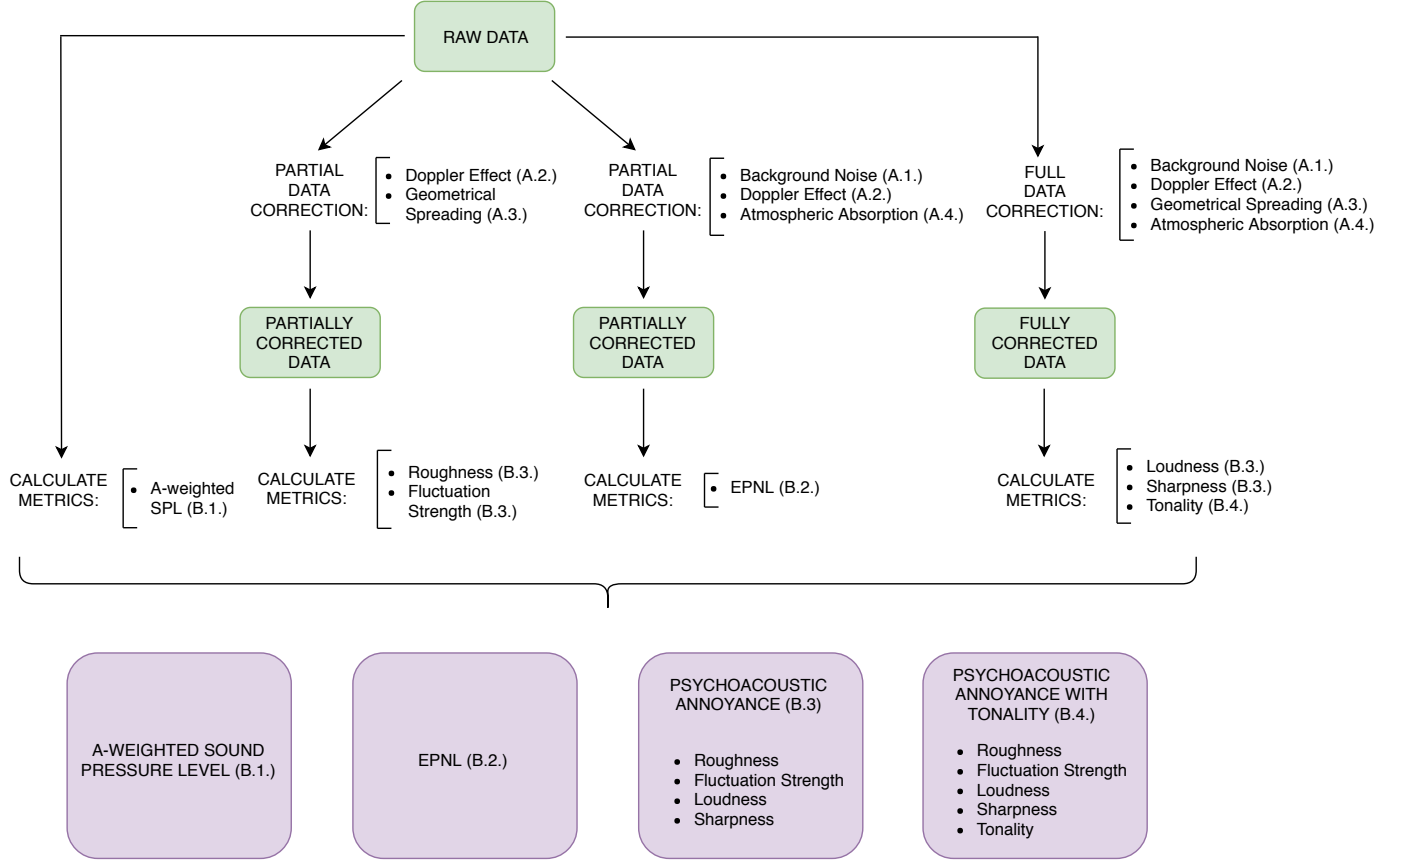 RAW DATA
PARTIAL
DATA
CORRECTION:
• Doppler Effect (A.2.)
• Geometrical
Spreading (A.3.)
PARTIAL
DATA
CORRECTION:
• Background Noise (A.1.)
• Doppler Effect (A.2.)
• Atmospheric Absorption (A.4.)
FULL
DATA
CORRECTION:
• Background Noise (A.1.)
• Doppler Effect (A.2.)
• Geometrical Spreading (A.3.)
• Atmospheric Absorption (A.4.)
PARTIALLY
CORRECTED
DATA
PARTIALLY
CORRECTED
DATA
FULLY
CORRECTED
DATA
CALCULATE
METRICS:
• A-weighted
SPL (B.1.)
CALCULATE
METRICS:
• Roughness (B.3.)
• Fluctuation
Strength (B.3.)
CALCULATE
METRICS:
• EPNL (B.2.)
CALCULATE
METRICS:
• Loudness (B.3.)
• Sharpness (B.3.)
• Tonality (B.4.)
A-WEIGHTED SOUND
PRESSURE LEVEL (B.1.)
EPNL (B.2.)
PSYCHOACOUSTIC
ANNOYANCE (B.3)
• Roughness
• Fluctuation Strength
• Loudness
• Sharpness
PSYCHOACOUSTIC
ANNOYANCE WITH
TONALITY (B.4.)
• Roughness
• Fluctuation Strength
• Loudness
• Sharpness
• Tonality